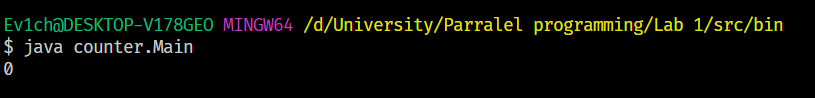 Ev1ch@DESKTOP-V178GEO MINGW64 /d/University/Parralel programming/Lab 1/src/bin
$ java counter.Main
0